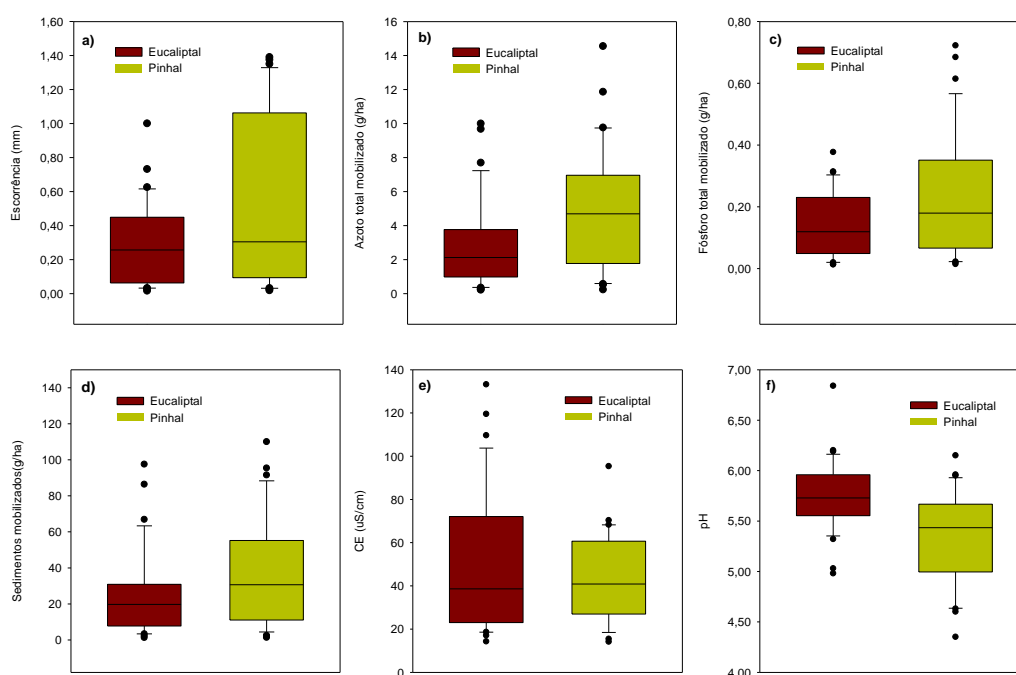 a)
Eucaliptal
Pinhal
Escorrência (mm)
1,60
1,40
1,20
1,00
0,80
0,60
0,40
0,20
0,00
b)
Eucaliptal
Pinhal
Azoto total mobilizado (g/ha)
16
14
12
10
8
6
4
2
0
c)
Eucaliptal
Pinhal
Fósforo total mobilizado (g/ha)
0,80
0,60
0,40
0,20
0,00
d)
Eucaliptal
Pinhal
Sedimentos mobilizados(g/ha)
140
120
100
80
60
40
20
0
e)
Eucaliptal
Pinhal
CE (uS/cm)
140
120
100
80
60
40
20
0
f)
Eucaliptal
Pinhal
pH
7,00
6,50
6,00
5,50
5,00
4,50
4,00